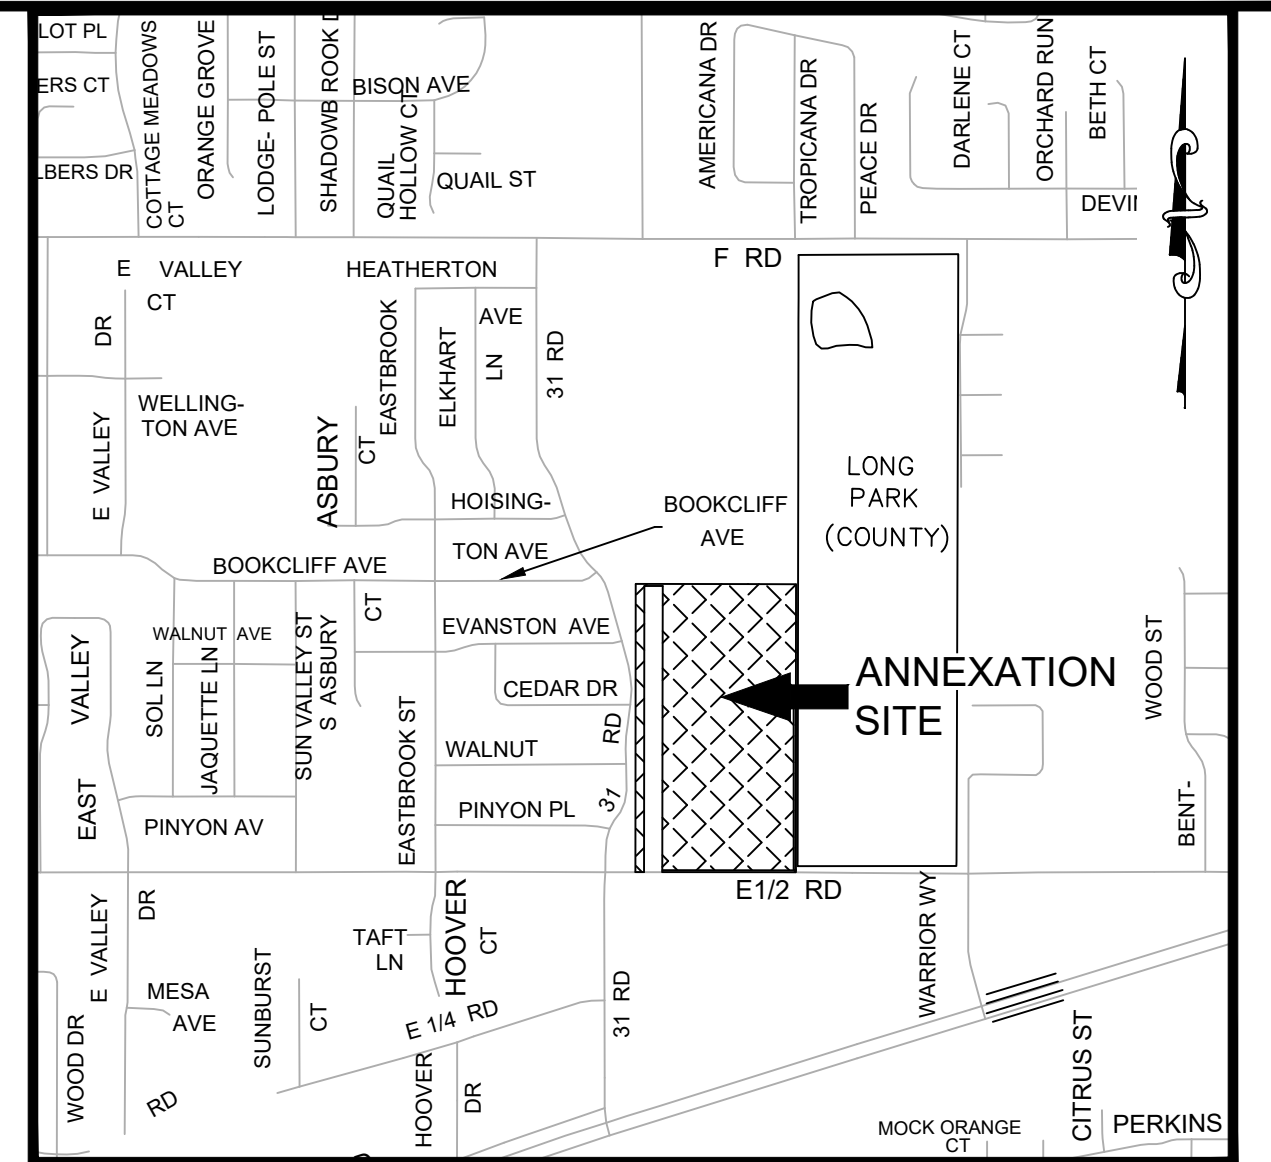 LOT PL
ERS CT
LBERS DR
COTTAGE MEADOWS
CT
ORANGE GROVE
LODGE- POLE ST
SHADOWB ROOK D
BISON AVE
QUAIL
HOLLOW CT
QUAIL ST
AMERICANA DR
TROPICANA DR
PEACE DR
DARLENE CT
ORCHARD RUN
BETH CT
DEVIN
F RD
E VALLEY
CT
DR
HEATHERTON
AVE
EASTBROOK
ELKHART
LN
31 RD
WELLING-
TON AVE
E VALLEY
ASBURY
CT
HOISING-
TON AVE
BOOKCLIFF
AVE
LONG
PARK
(COUNTY)
BOOKCLIFF AVE
CT
EVANSTON AVE
WALNUT AVE
SOL LN
JAQUETTE LN
SUN VALLEY ST
S ASBURY
VALLEY
EAST
CEDAR DR
RD
31
WALNUT
PINYON PL
EASTBROOK ST
PINYON AV
ANNEXATION
SITE
WOOD ST
BENT-
E1/2 RD
WARRIOR WY
E VALLEY
DR
HOOVER
CT
TAFT
LN
MESA
AVE
SUNBURST
CT
E 1/4 RD
31 RD
WOOD DR
RD
HOOVER
DR
CITRUS ST
MOCK ORANGE
CT
PERKINS